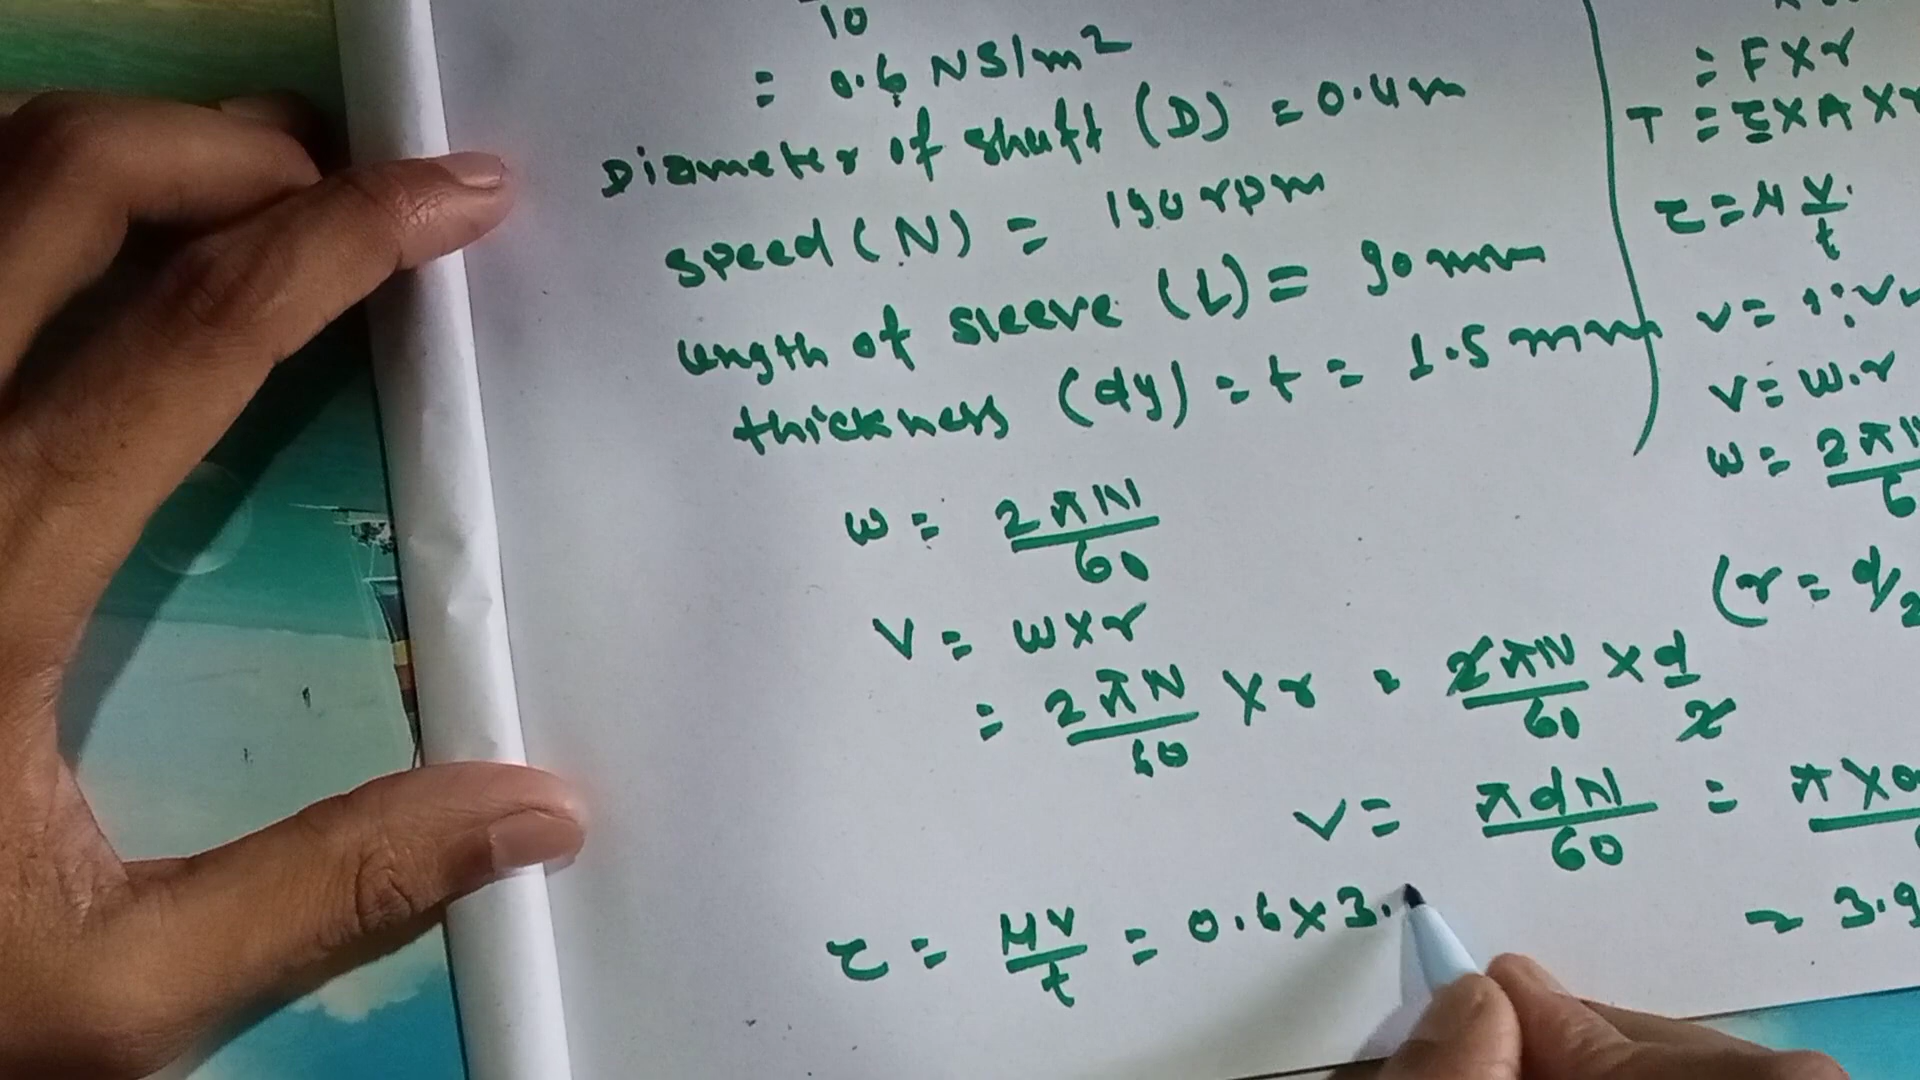 10
= 0.6 NS/m²
Diameter of shaft (D) = 0.4m
speed (N) = 190 rpm
length of sleeve (L) = 90 mm
thickness (dy) = t = 1.5 mm
ω = 2πN/60
V = ω×r
= 2πN/60 × r = 2πN/60 × d/2
V = πdN/60 = π×
= 3.9
τ = μV/t = 0.6×3.
= F×r
T = τ×A×r
τ = μ V/t
V =
V = ω.r
ω = 2πN/6
(r = d/2